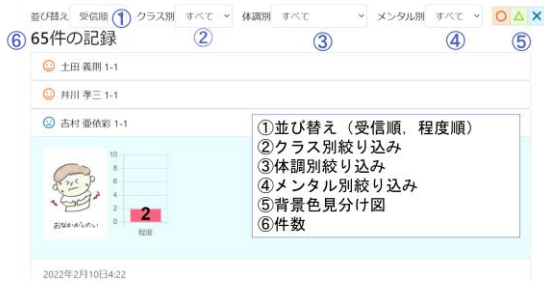 並び替え 受信順 ① クラス別 すべて 体調別 すべて メンタル別 すべて ○ △ ×
② ③ ④ ⑤
⑥ 65件の記録
土田 義則 1-1
井川 孝三 1-1
吉村 亜依彩 1-1
①並び替え（受信順，程度順）
②クラス別絞り込み
③体調別絞り込み
④メンタル別絞り込み
⑤背景色見分け図
⑥件数
10
8
6
4
2
0
2
程度
おなかがいたい
2022年2月10日4:22